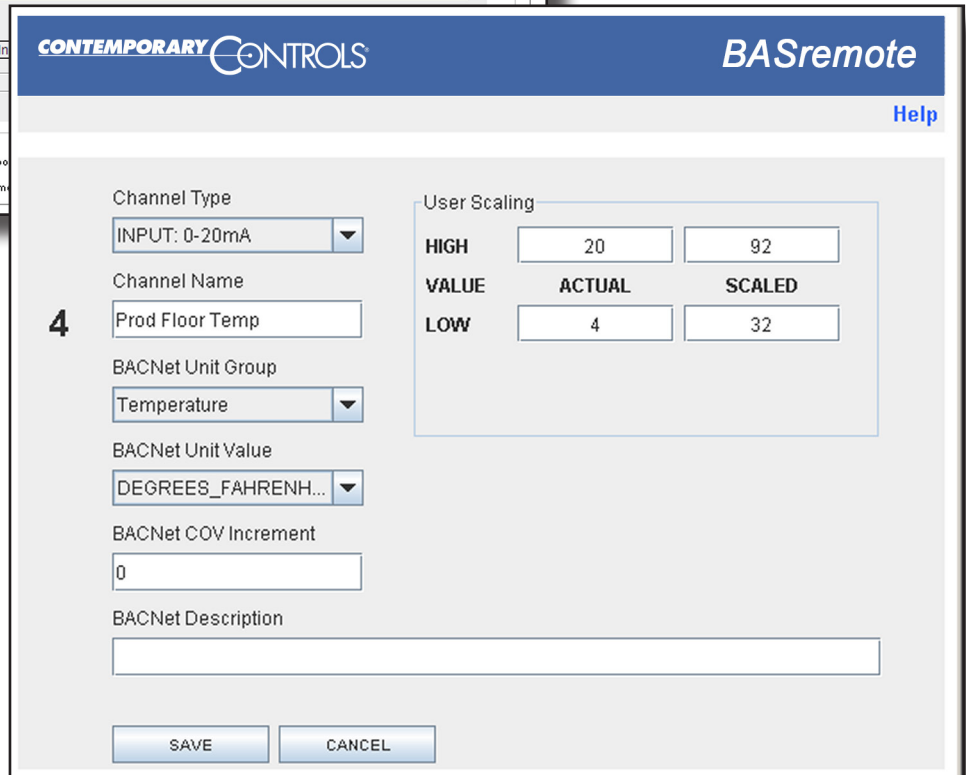 CONTEMPORARY CONTROLS®
BASremote
Help
Channel Type
INPUT: 0-20mA
Channel Name
4
Prod Floor Temp
BACNet Unit Group
Temperature
BACNet Unit Value
DEGREES_FAHRENH...
BACNet COV Increment
0
BACNet Description
User Scaling
HIGH 20 92
VALUE ACTUAL SCALED
LOW 4 32
SAVE CANCEL